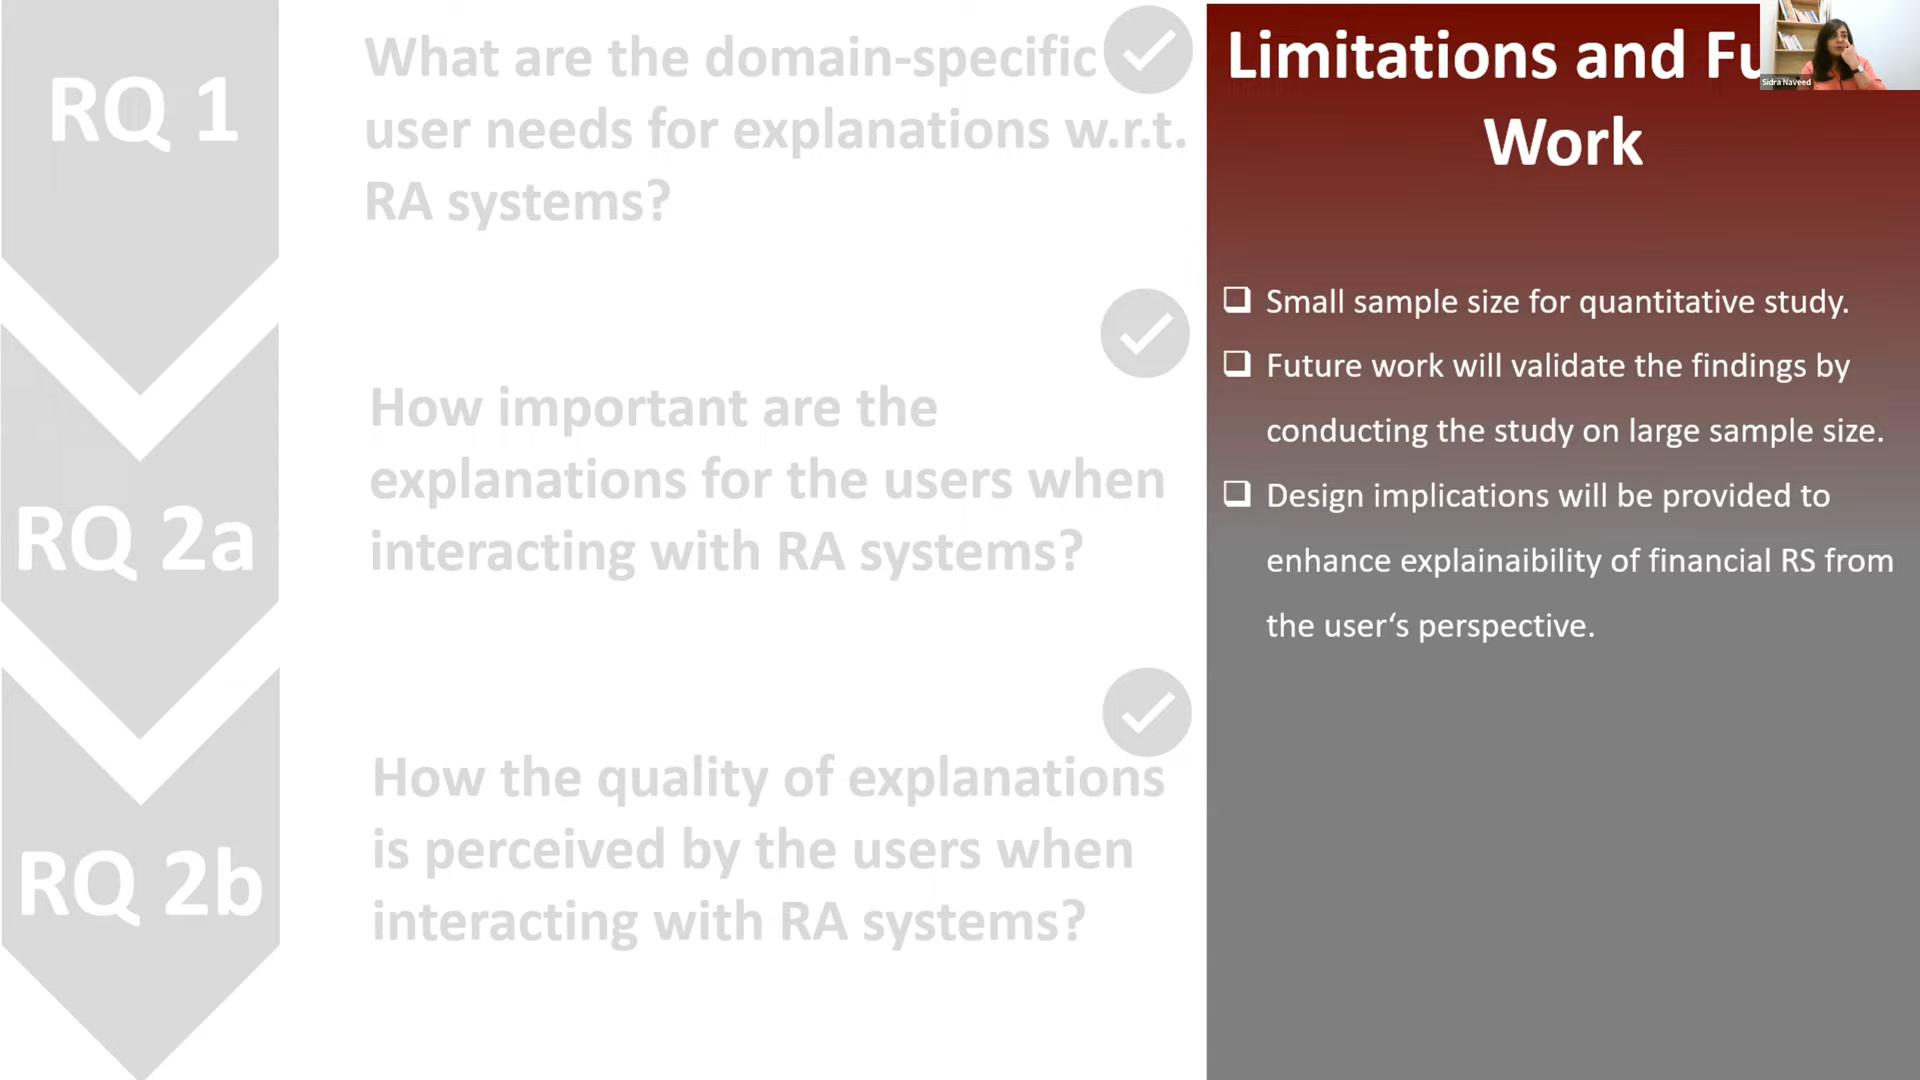 RQ 1
What are the domain-specific
user needs for explanations w.r.t.
RA systems?
RQ 2a
How important are the
explanations for the users when
interacting with RA systems?
RQ 2b
How the quality of explanations
is perceived by the users when
interacting with RA systems?
Limitations and Fu
Work
Sidra Naveed
❑ Small sample size for quantitative study.
❑ Future work will validate the findings by
conducting the study on large sample size.
❑ Design implications will be provided to
enhance explainaibility of financial RS from
the user‘s perspective.